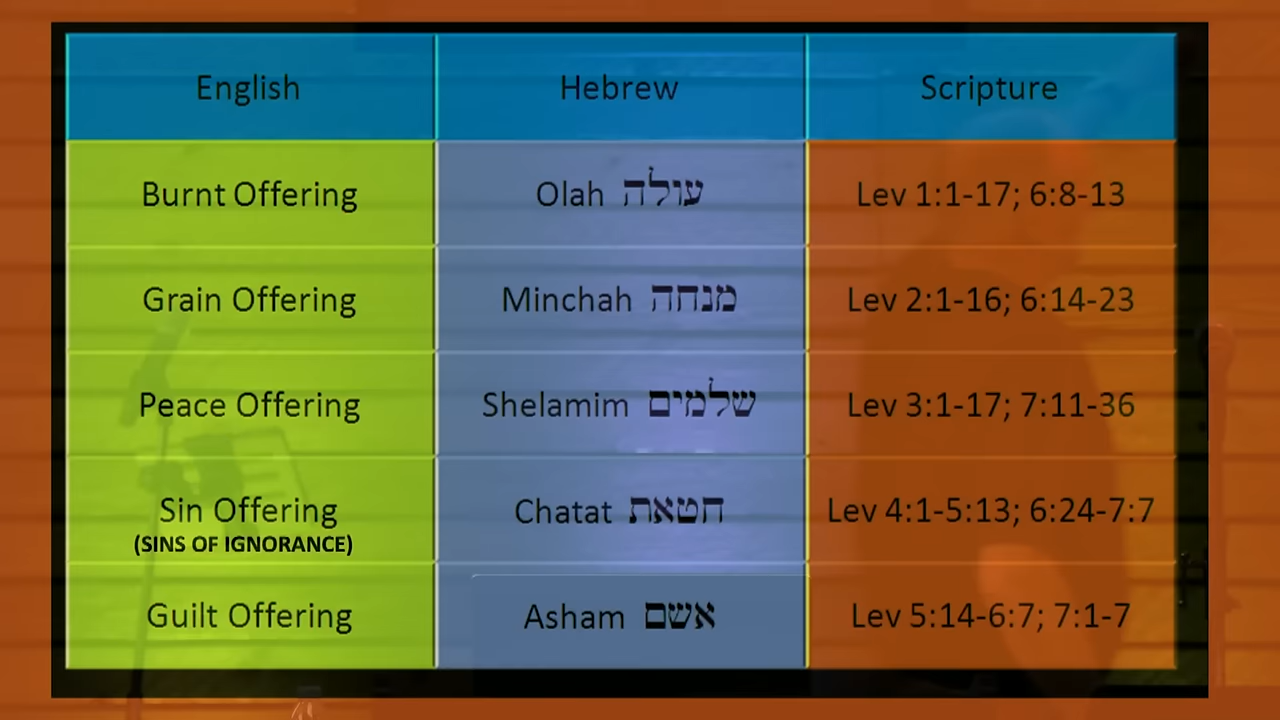 English Hebrew Scripture
Burnt Offering Olah עולה Lev 1:1-17; 6:8-13
Grain Offering Minchah מנחה Lev 2:1-16; 6:14-23
Peace Offering Shelamim שלמים Lev 3:1-17; 7:11-36
Sin Offering Chatat חטאת Lev 4:1-5:13; 6:24-7:7
(SINS OF IGNORANCE)
Guilt Offering Asham אשם Lev 5:14-6:7; 7:1-7